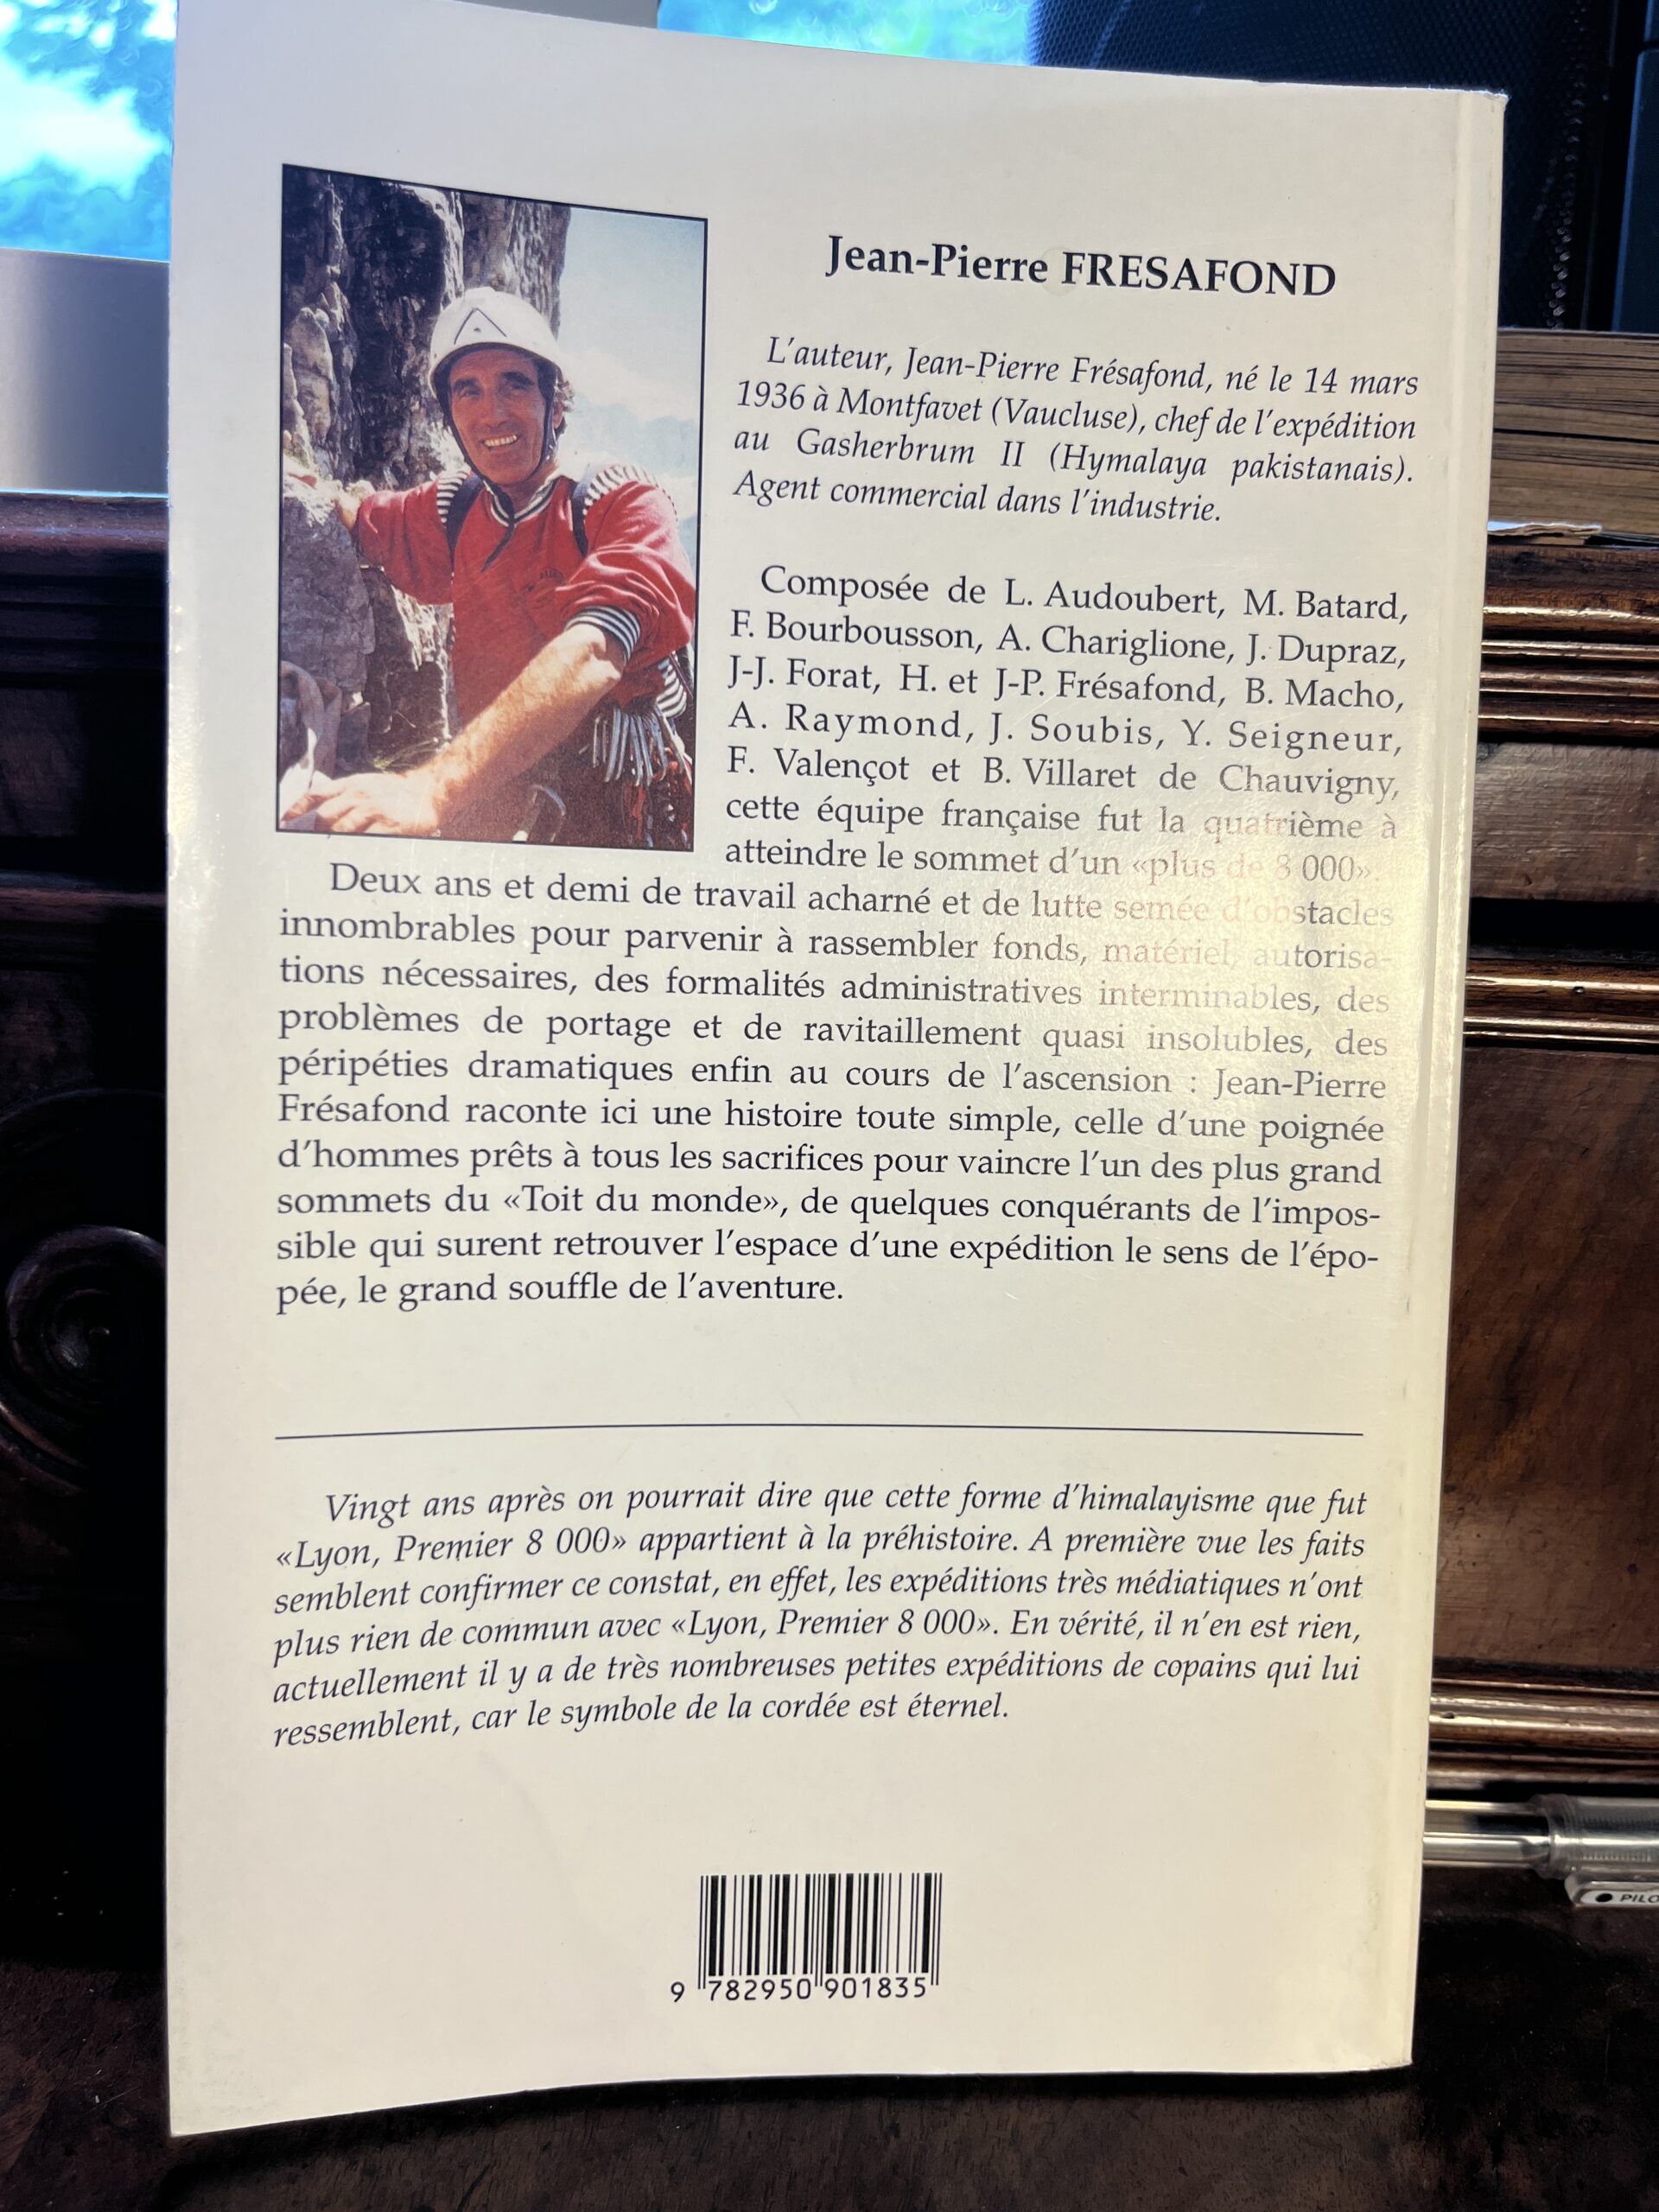 Jean-Pierre FRESAFOND
L'auteur, Jean-Pierre Frésafond, né le 14 mars
1936 à Montfavet (Vaucluse), chef de l'expédition
au Gasherbrum II (Hymalaya pakistanais).
Agent commercial dans l'industrie.
Composée de L. Audoubert, M. Batard,
F. Bourbousson, A. Chariglione, J. Dupraz,
J-J. Forat, H. et J-P. Frésafond, B. Macho,
A. Raymond, J. Soubis, Y. Seigneur,
F. Valençot et B. Villaret de Chauvigny,
cette équipe française fut la quatrième à
atteindre le sommet d'un «plus de 8 000».
Deux ans et demi de travail acharné et de lutte semée d'obstacles
innombrables pour parvenir à rassembler fonds, matériel, autorisa-
tions nécessaires, des formalités administratives interminables, des
problèmes de portage et de ravitaillement quasi insolubles, des
péripéties dramatiques enfin au cours de l'ascension : Jean-Pierre
Frésafond raconte ici une histoire toute simple, celle d'une poignée
d'hommes prêts à tous les sacrifices pour vaincre l'un des plus grand
sommets du «Toit du monde», de quelques conquérants de l'impos-
sible qui surent retrouver l'espace d'une expédition le sens de l'épo-
pée, le grand souffle de l'aventure.
Vingt ans après on pourrait dire que cette forme d'himalayisme que fut
«Lyon, Premier 8 000» appartient à la préhistoire. A première vue les faits
semblent confirmer ce constat, en effet, les expéditions très médiatiques n'ont
plus rien de commun avec «Lyon, Premier 8 000». En vérité, il n'en est rien,
actuellement il y a de très nombreuses petites expéditions de copains qui lui
ressemblent, car le symbole de la cordée est éternel.
9 782950 901835
PILO